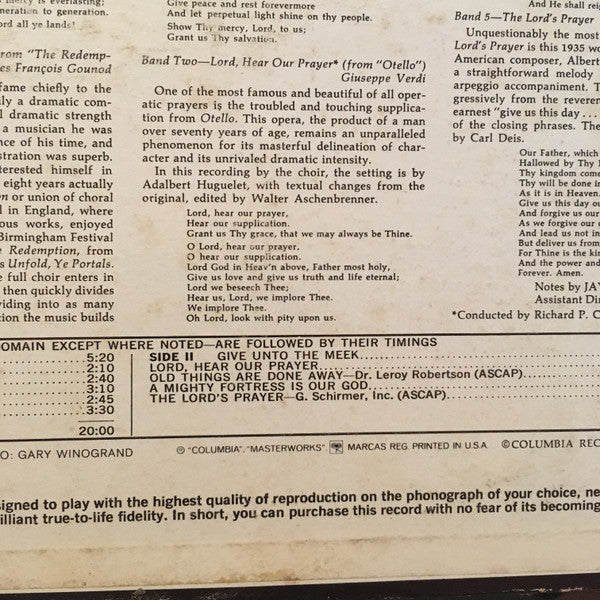 mercy is everlasting;
neration to generation.
ord all ye lands!
rom "The Redemp-
es François Gounod
fame chiefly to the
ly a dramatic com-
l dramatic strength
a musician he was
nce of his time, and
stration was superb.
terested himself in
eight years actually
n or union of choral
d in England, where
ious works, enjoyed
Birmingham Festival
e Redemption, from
s Unfold, Ye Portals.
e full choir enters in
then quickly divides
viding into as many
tion the music builds
Give peace and rest forevermore
And let perpetual light shine on thy people.
Show Thy mercy, Lord, to us;
Grant us Thy salvation.
Band Two—Lord, Hear Our Prayer* (from "Otello")
Giuseppe Verdi
One of the most famous and beautiful of all oper-
atic prayers is the troubled and touching supplica-
tion from Otello. This opera, the product of a man
over seventy years of age, remains an unparalleled
phenomenon for its masterful delineation of char-
acter and its unrivaled dramatic intensity.
In this recording by the choir, the setting is by
Adalbert Huguelet, with textual changes from the
original, edited by Walter Aschenbrenner.
Lord, hear our prayer,
Hear our supplication.
Grant us Thy grace, that we may always be Thine.
O Lord, hear our prayer,
O hear our supplication.
Lord God in Heav'n above, Father most holy,
Give us love and give us truth and life eternal;
Lord we beseech Thee;
Hear us, Lord, we implore Thee.
We implore Thee.
Oh Lord, look with pity upon us.
And He shall reig
Band 5—The Lord's Prayer
Unquestionably the most
Lord's Prayer is this 1935 wo
American composer, Albert
a straightforward melody
arpeggio accompaniment. T
gressively from the reveren
earnest "give us this day . . .
of the closing phrases. The
by Carl Deis.
Our Father, which
Hallowed by Thy
Thy kingdom come
Thy will be done i
As it is in Heaven.
Give us this day ou
And forgive us our
As we forgive our
And lead us not in
But deliver us from
For Thine is the kin
And the power and
Forever. Amen.
Notes by JAY
Assistant Dir
*Conducted by Richard P. C
OMAIN EXCEPT WHERE NOTED—ARE FOLLOWED BY THEIR TIMINGS
5:20
2:10
2:40
3:10
2:45
3:30
20:00
SIDE II GIVE UNTO THE MEEK
LORD, HEAR OUR PRAYER
OLD THINGS ARE DONE AWAY—Dr. Leroy Robertson (ASCAP)
A MIGHTY FORTRESS IS OUR GOD
THE LORD'S PRAYER—G. Schirmer, Inc. (ASCAP)
O: GARY WINOGRAND
℗ "COLUMBIA", "MASTERWORKS", MARCAS REG. PRINTED IN U.S.A. © COLUMBIA REC
signed to play with the highest quality of reproduction on the phonograph of your choice, ne
illiant true-to-life fidelity. In short, you can purchase this record with no fear of its becoming